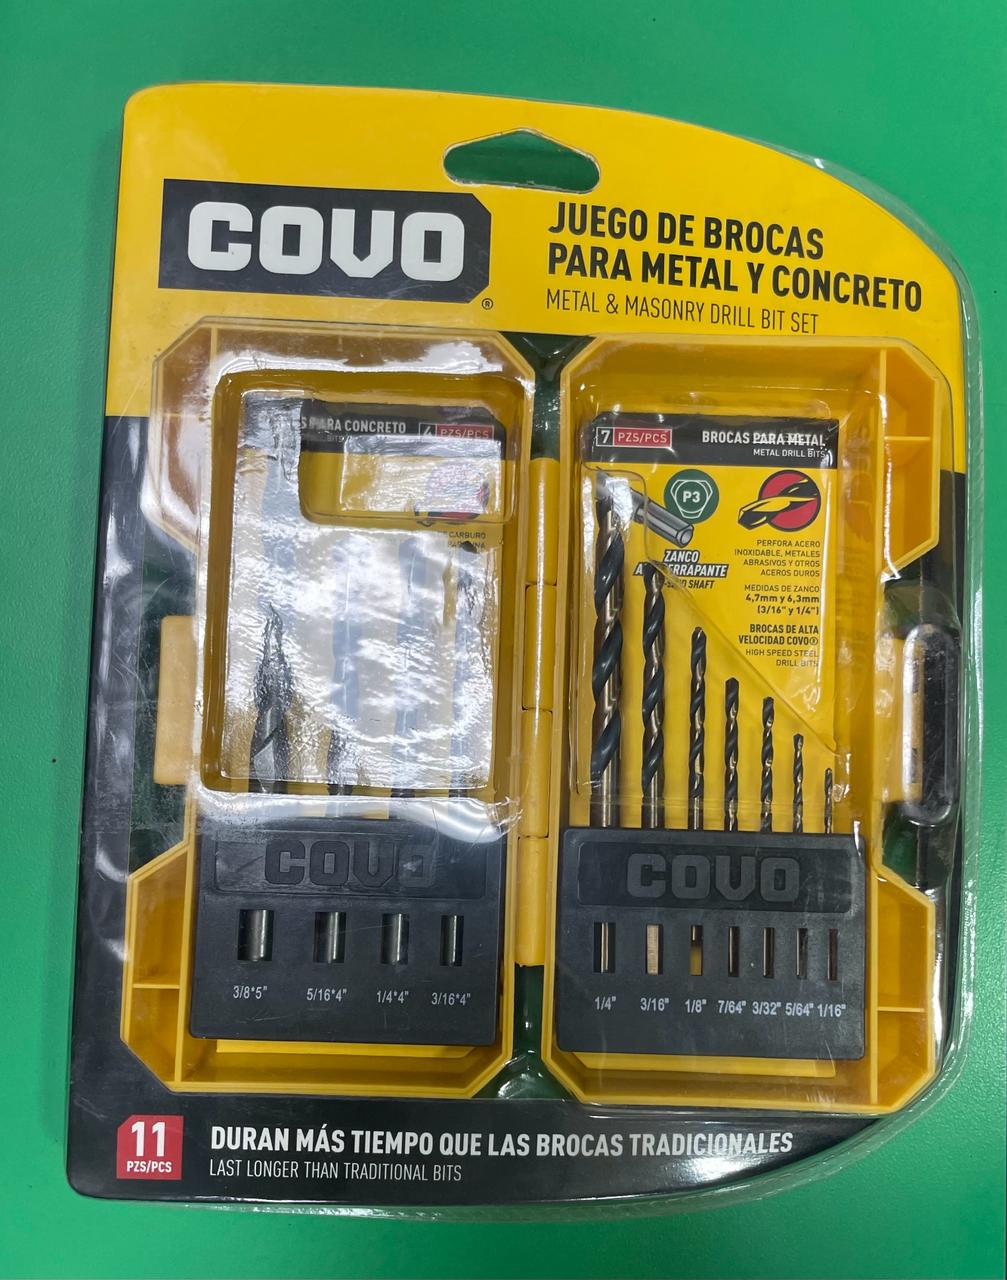 COVO
®
JUEGO DE BROCAS
PARA METAL Y CONCRETO
METAL & MASONRY DRILL BIT SET
PARA CONCRETO
BITS
4 PZS/PCS
CARBURO
7 PZS/PCS
BROCAS PARA METAL
METAL DRILL BITS
P3
ZANCO
SHAFT
PERFORA ACERO
INOXIDABLE, METALES
ABRASIVOS Y OTROS
ACEROS DUROS
MEDIDAS DE ZANCO
4,7mm y 6,3mm
(3/16" y 1/4")
BROCAS DE ALTA
VELOCIDAD COVO®
HIGH SPEED STEEL
DRILL BITS
COVO
3/8*5" 5/16*4" 1/4*4" 3/16*4"
COVO
1/4" 3/16" 1/8" 7/64" 3/32" 5/64" 1/16"
11
PZS/PCS
DURAN MÁS TIEMPO QUE LAS BROCAS TRADICIONALES
LAST LONGER THAN TRADITIONAL BITS